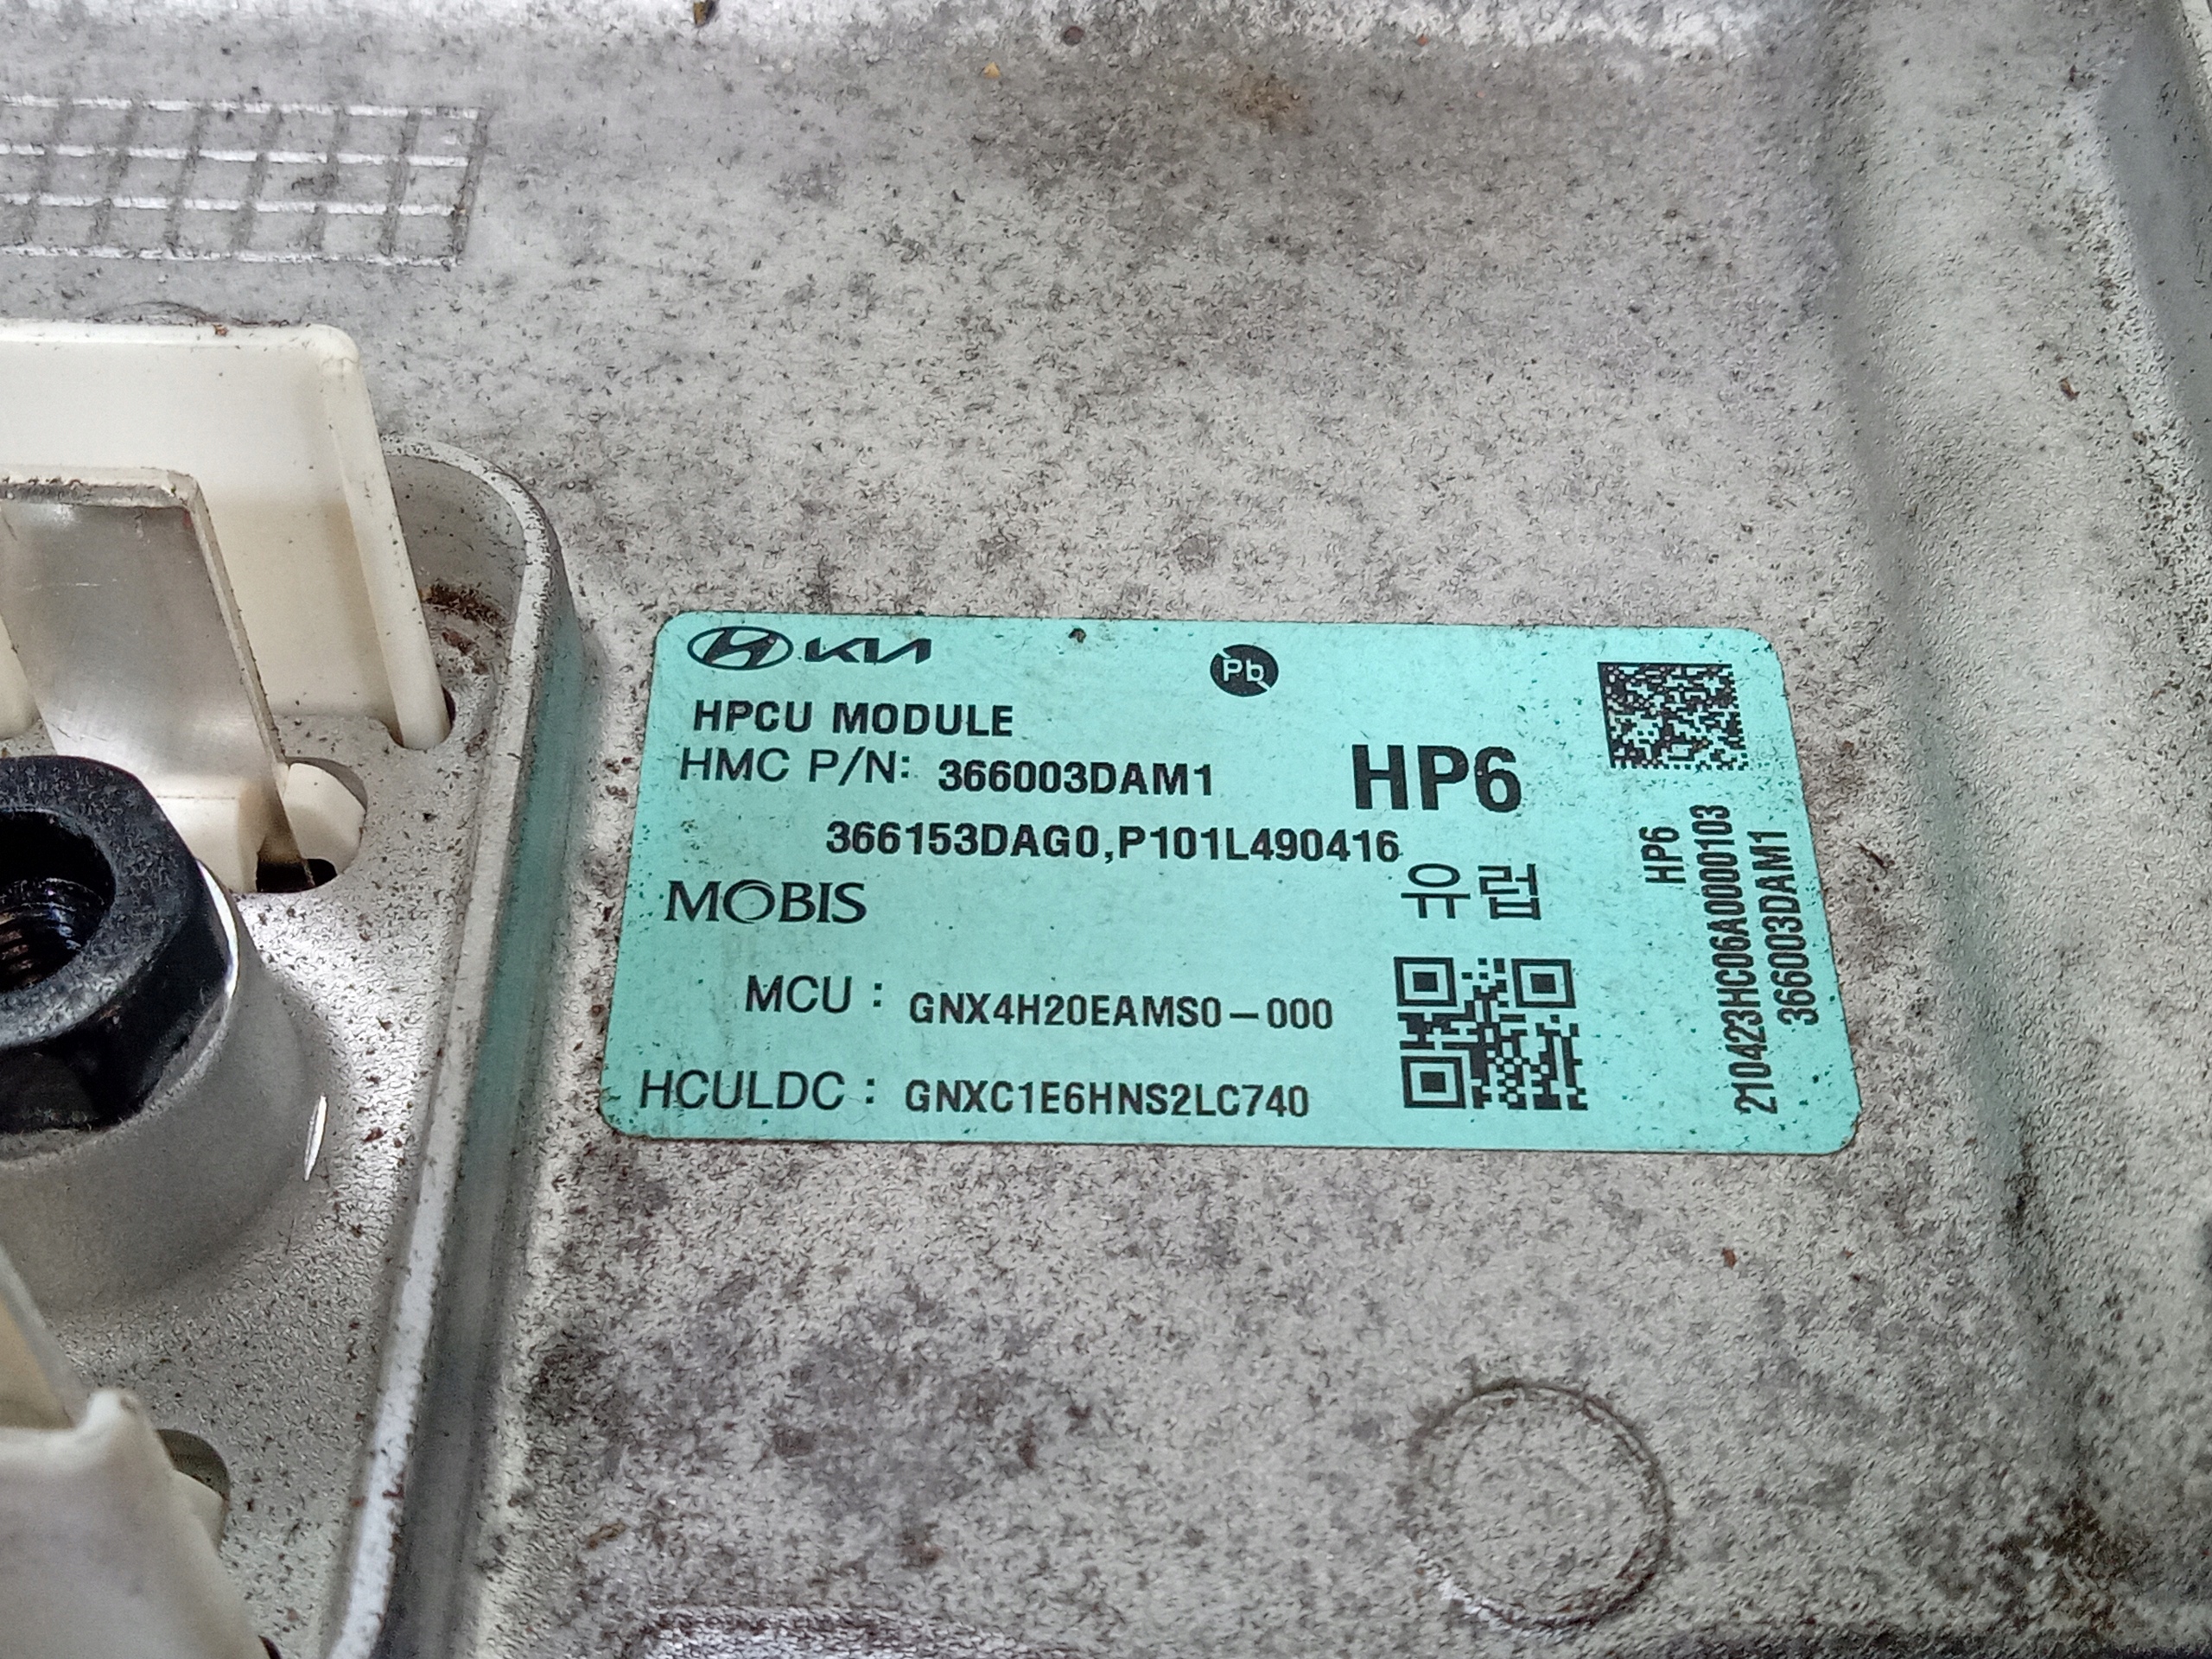 KIA
Pb
HPCU MODULE
HMC P/N: 366003DAM1
HP6
366153DAG0,P101L490416
MOBIS
유럽
MCU : GNX4H20EAMS0-000
HCULDC : GNXC1E6HNS2LC740
HP6
210423HC06A0000103
366003DAM1